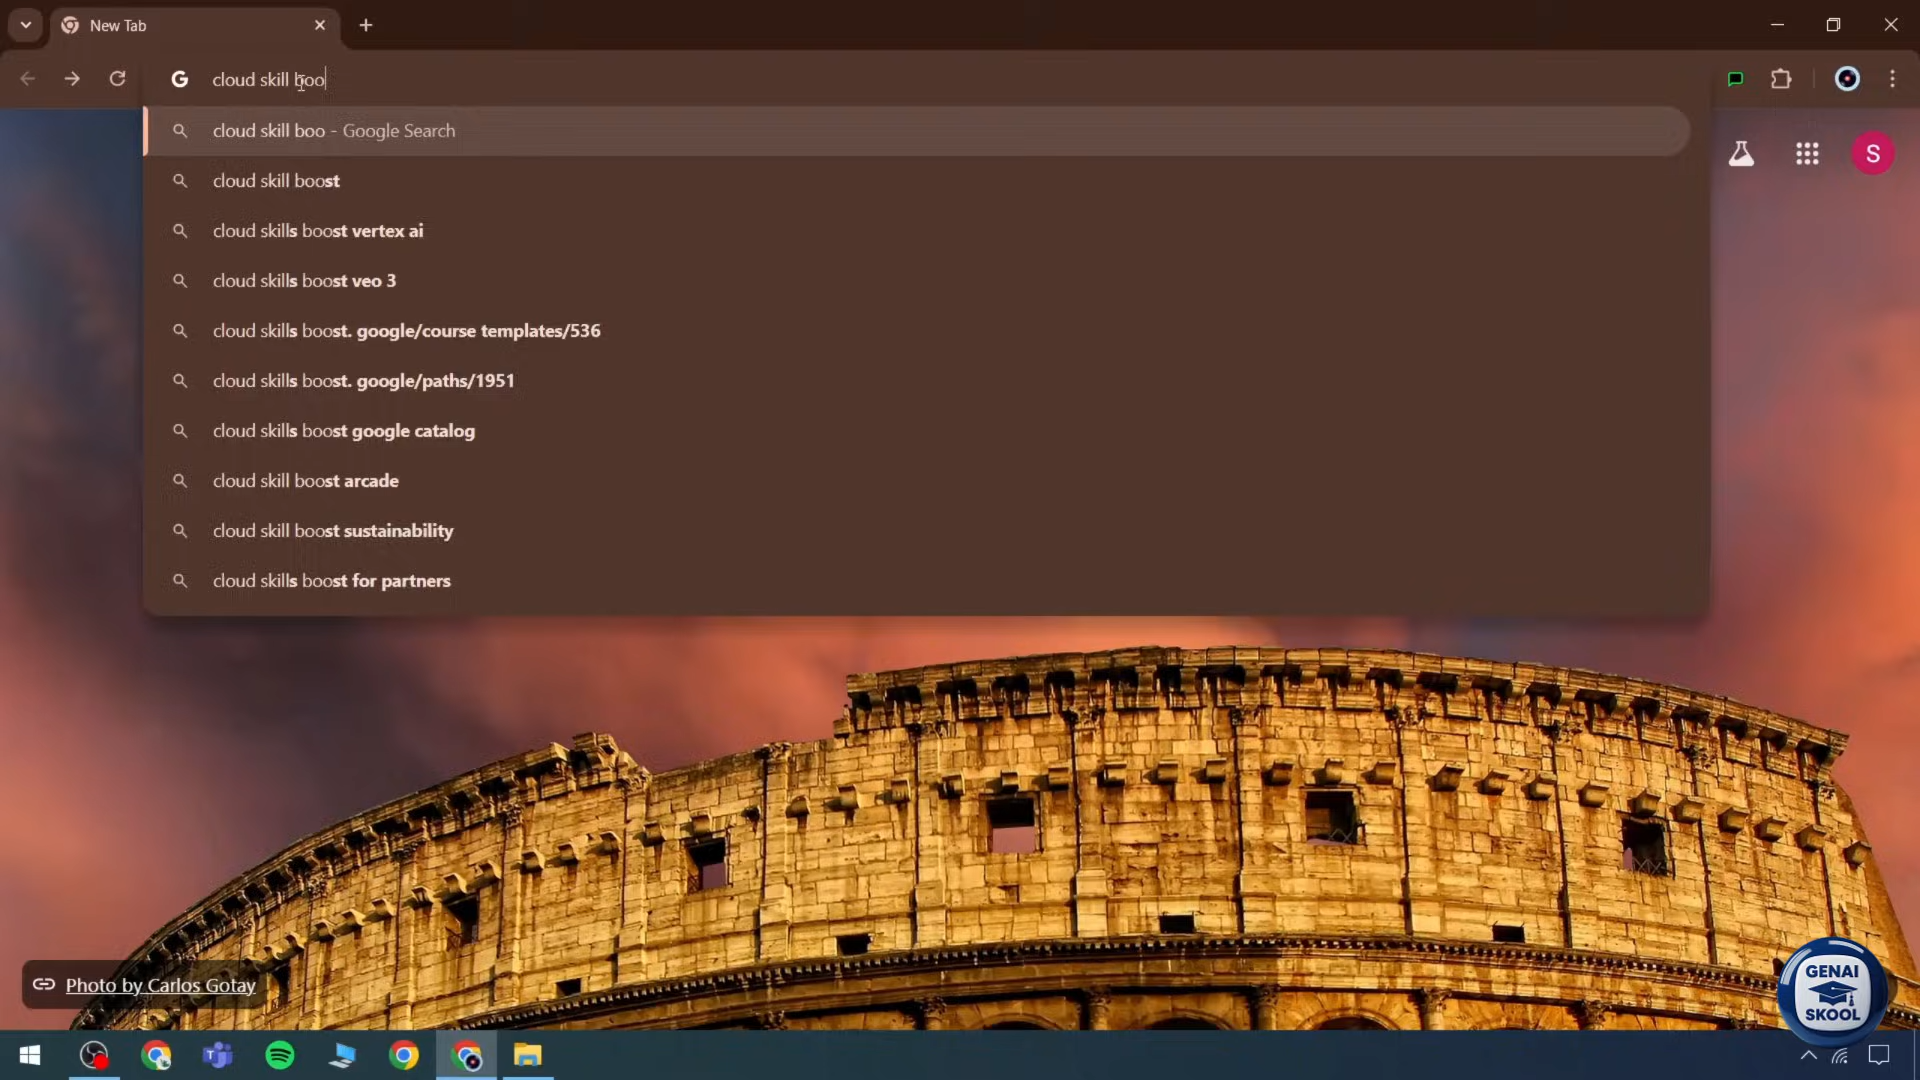 New Tab
cloud skill boo
cloud skill boo - Google Search
cloud skill boost
cloud skills boost vertex ai
cloud skills boost veo 3
cloud skills boost. google/course templates/536
cloud skills boost. google/paths/1951
cloud skills boost google catalog
cloud skill boost arcade
cloud skill boost sustainability
cloud skills boost for partners
S
Photo by Carlos Gotay
GENAI
SKOOL